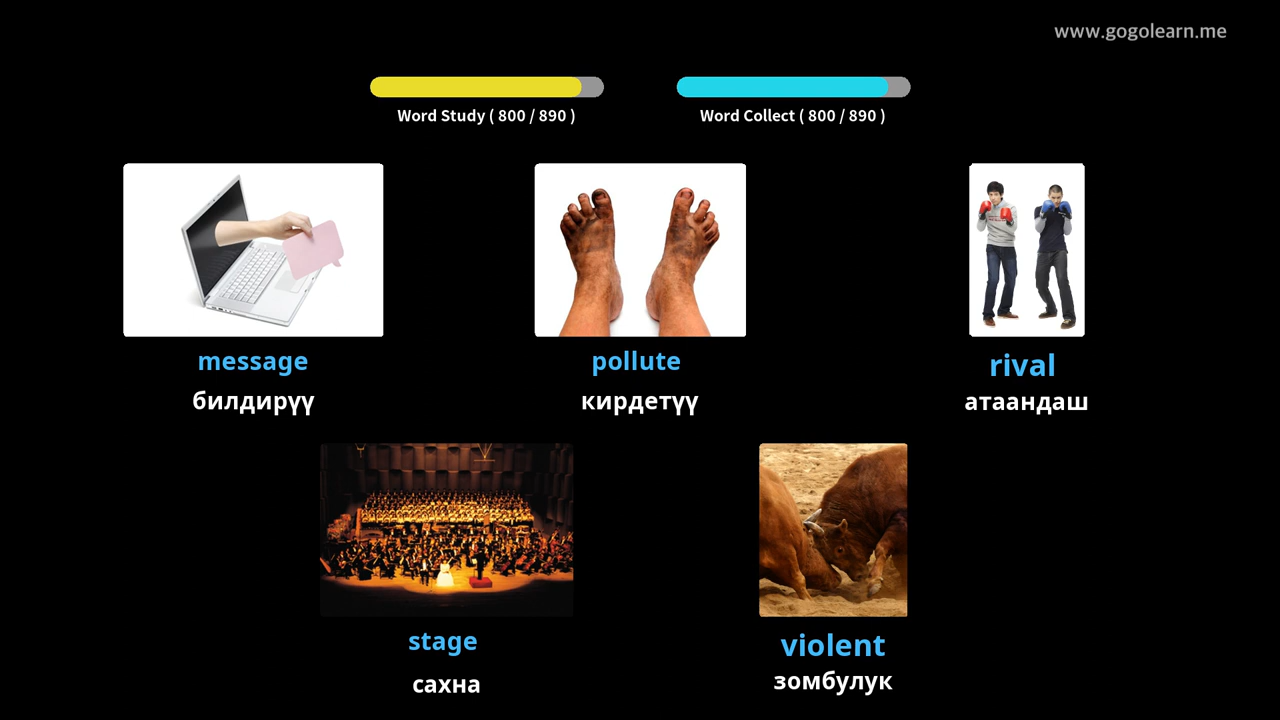 www.gogolearn.me
Word Study ( 800 / 890 )
Word Collect ( 800 / 890 )
message
билдирүү
pollute
кирдетүү
rival
атаандаш
stage
сахна
violent
зомбулук